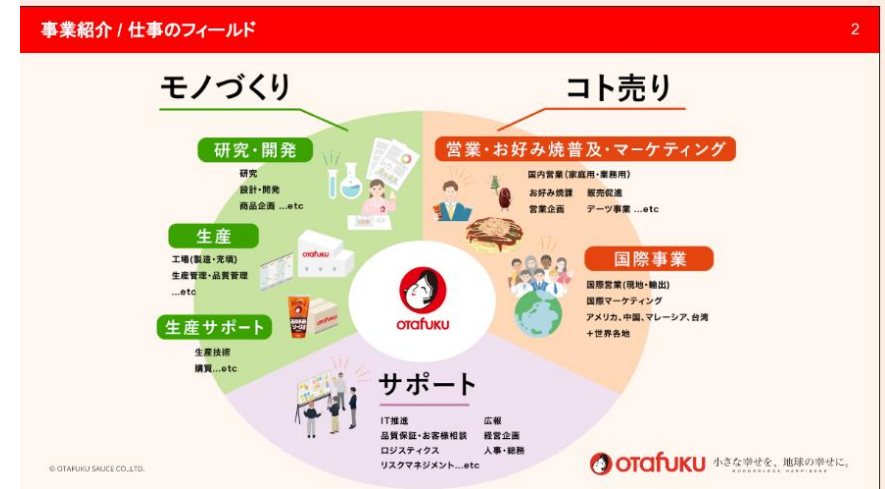 事業紹介 / 仕事のフィールド
2
モノづくり
コト売り
研究・開発
研究
設計・開発
商品企画 ...etc
生産
工場(製造・充填)
生産管理・品質管理
...etc
生産サポート
生産技術
購買...etc
営業・お好み焼普及・マーケティング
国内営業(家庭用・業務用)
お好み焼課 販売促進
営業企画 デーツ事業 ...etc
国際事業
国際営業(現地・輸出)
国際マーケティング
アメリカ、中国、マレーシア、台湾
+世界各地
OTAFUKU
サポート
IT推進 広報
品質保証・お客様相談 経営企画
ロジスティクス 人事・総務
リスクマネジメント...etc
© OTAFUKU SAUCE CO.,LTD.
OTAFUKU 小さな幸せを、地球の幸せに。
BORDERLESS HAPPINESS